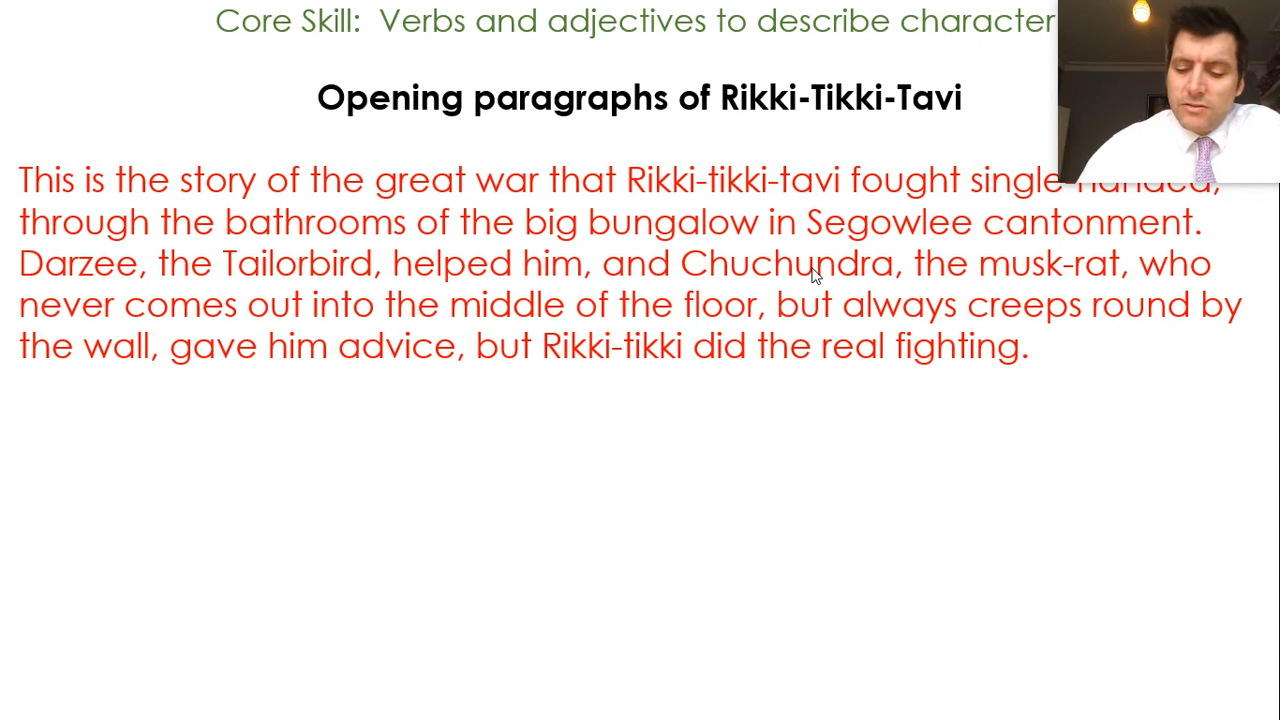 Core Skill: Verbs and adjectives to describe character
Opening paragraphs of Rikki-Tikki-Tavi
This is the story of the great war that Rikki-tikki-tavi fought single-handed,
through the bathrooms of the big bungalow in Segowlee cantonment.
Darzee, the Tailorbird, helped him, and Chuchundra, the musk-rat, who
never comes out into the middle of the floor, but always creeps round by
the wall, gave him advice, but Rikki-tikki did the real fighting.